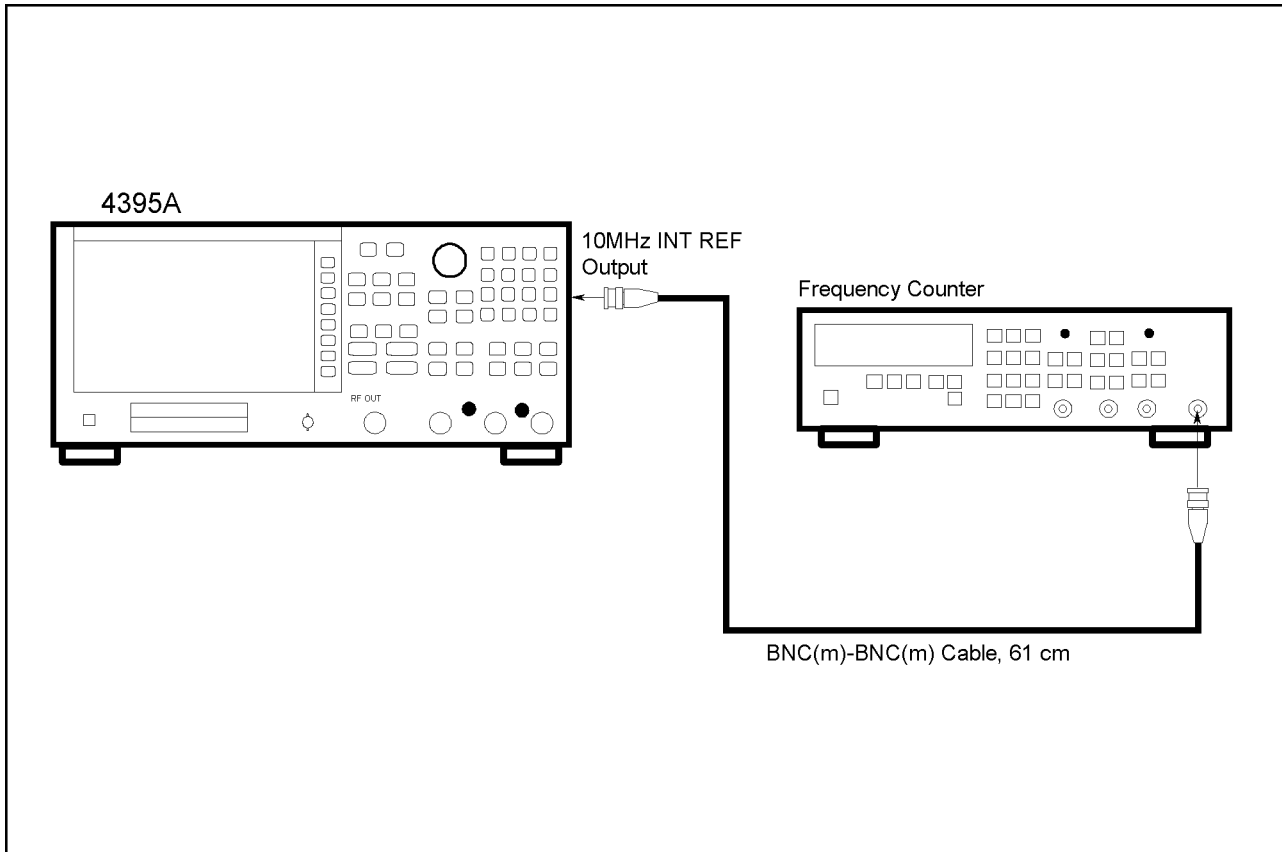 4395A
10MHz INT REF
Output
Frequency Counter
RF OUT
BNC(m)-BNC(m) Cable, 61 cm